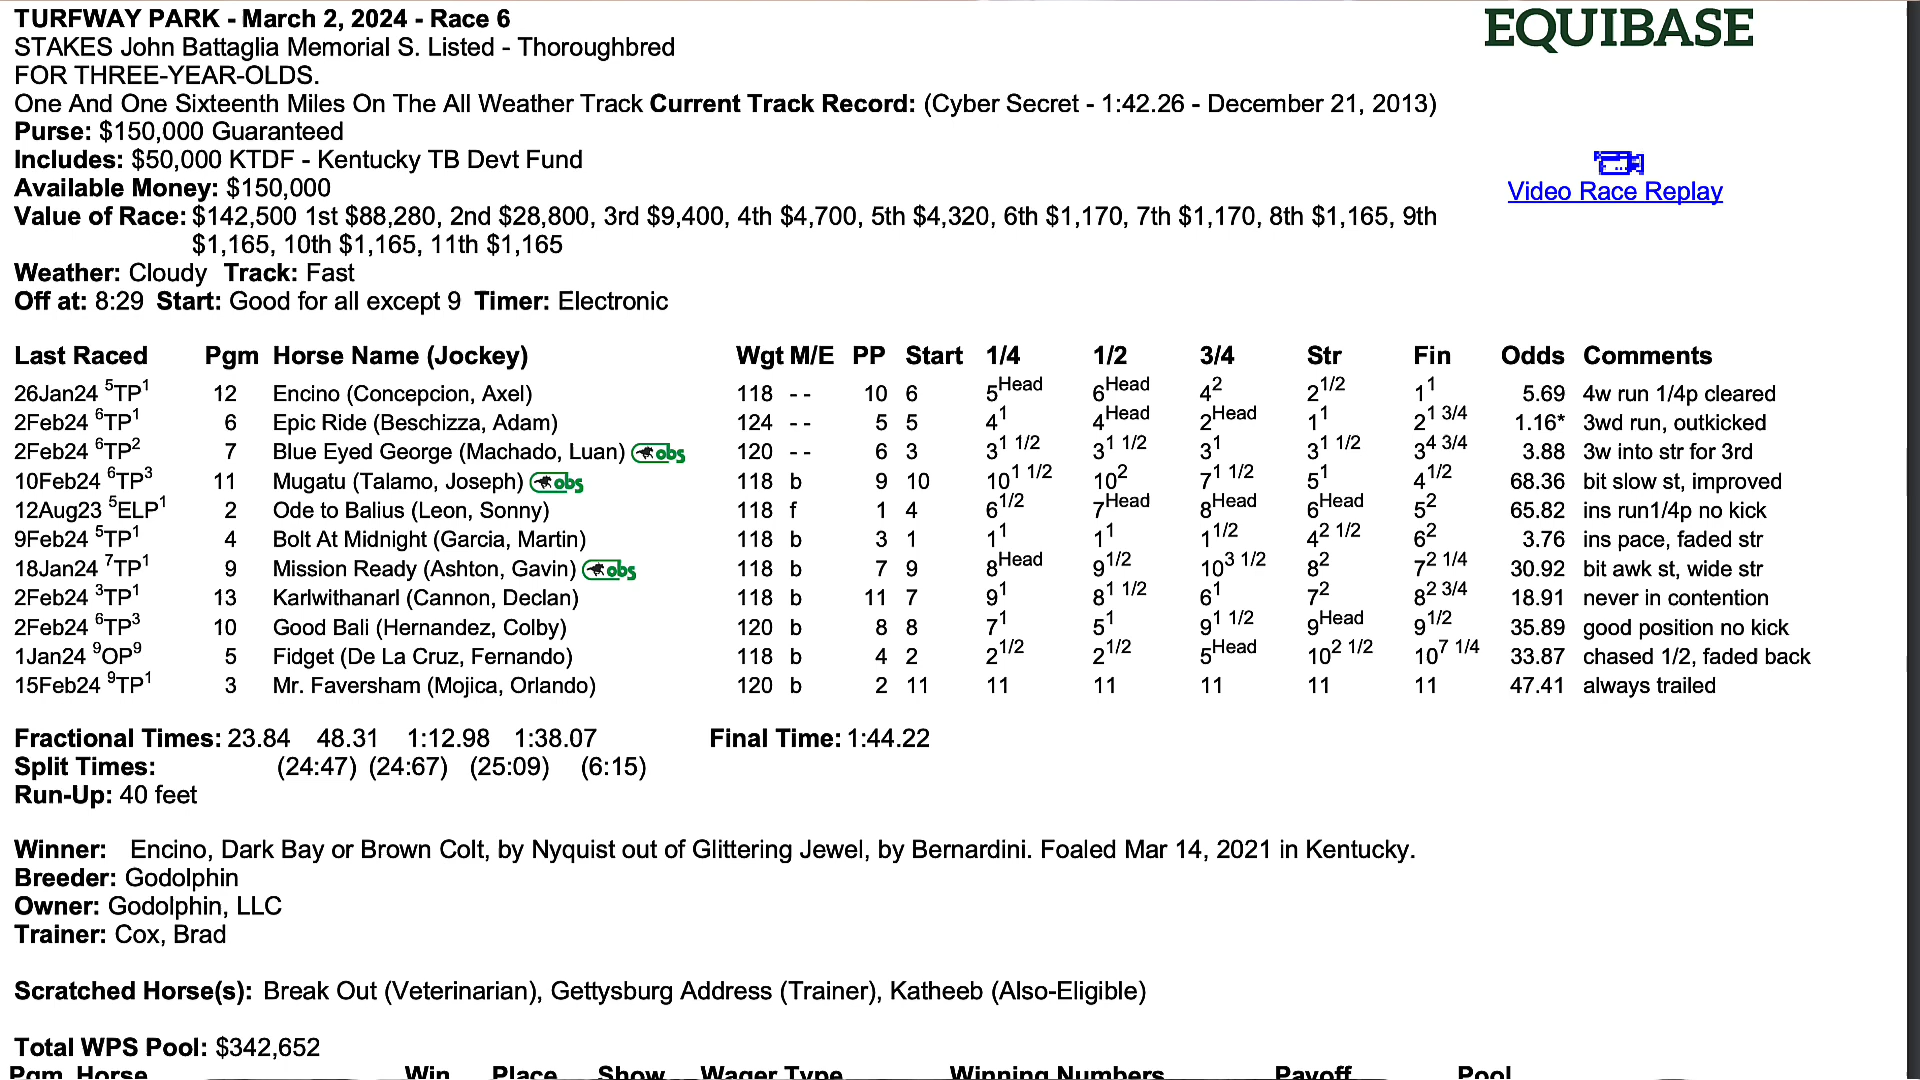 TURFWAY PARK - March 2, 2024 - Race 6
EQUIBASE
STAKES John Battaglia Memorial S. Listed - Thoroughbred
FOR THREE-YEAR-OLDS.
One And One Sixteenth Miles On The All Weather Track Current Track Record: (Cyber Secret - 1:42.26 - December 21, 2013)
Purse: $150,000 Guaranteed
Includes: $50,000 KTDF - Kentucky TB Devt Fund
Available Money: $150,000
Video Race Replay
Value of Race: $142,500 1st $88,280, 2nd $28,800, 3rd $9,400, 4th $4,700, 5th $4,320, 6th $1,170, 7th $1,170, 8th $1,165, 9th
$1,165, 10th $1,165, 11th $1,165
Weather: Cloudy Track: Fast
Off at: 8:29 Start: Good for all except 9 Timer: Electronic
Last Raced Pgm Horse Name (Jockey) Wgt M/E PP Start 1/4 1/2 3/4 Str Fin Odds Comments
26Jan24 5TP1 12 Encino (Concepcion, Axel) 118 - - 10 6 5Head 6Head 42 21/2 11 5.69 4w run 1/4p cleared
2Feb24 6TP1 6 Epic Ride (Beschizza, Adam) 124 - - 5 5 41 4Head 2Head 11 21 3/4 1.16* 3wd run, outkicked
2Feb24 6TP2 7 Blue Eyed George (Machado, Luan) obs 120 - - 6 3 31 1/2 31 1/2 31 31 1/2 34 3/4 3.88 3w into str for 3rd
10Feb24 6TP3 11 Mugatu (Talamo, Joseph) obs 118 b 9 10 101 1/2 102 71 1/2 51 41/2 68.36 bit slow st, improved
12Aug23 5ELP1 2 Ode to Balius (Leon, Sonny) 118 f 1 4 61/2 7Head 8Head 6Head 52 65.82 ins run1/4p no kick
9Feb24 5TP1 4 Bolt At Midnight (Garcia, Martin) 118 b 3 1 11 11 11/2 42 1/2 62 3.76 ins pace, faded str
18Jan24 7TP1 9 Mission Ready (Ashton, Gavin) obs 118 b 7 9 8Head 91/2 103 1/2 82 72 1/4 30.92 bit awk st, wide str
2Feb24 3TP1 13 Karlwithanarl (Cannon, Declan) 118 b 11 7 91 81 1/2 61 72 82 3/4 18.91 never in contention
2Feb24 6TP3 10 Good Bali (Hernandez, Colby) 120 b 8 8 71 51 91 1/2 9Head 91/2 35.89 good position no kick
1Jan24 9OP9 5 Fidget (De La Cruz, Fernando) 118 b 4 2 21/2 21/2 5Head 102 1/2 107 1/4 33.87 chased 1/2, faded back
15Feb24 9TP1 3 Mr. Faversham (Mojica, Orlando) 120 b 2 11 11 11 11 11 11 47.41 always trailed
Fractional Times: 23.84 48.31 1:12.98 1:38.07 Final Time: 1:44.22
Split Times: (24:47) (24:67) (25:09) (6:15)
Run-Up: 40 feet
Winner: Encino, Dark Bay or Brown Colt, by Nyquist out of Glittering Jewel, by Bernardini. Foaled Mar 14, 2021 in Kentucky.
Breeder: Godolphin
Owner: Godolphin, LLC
Trainer: Cox, Brad
Scratched Horse(s): Break Out (Veterinarian), Gettysburg Address (Trainer), Katheeb (Also-Eligible)
Total WPS Pool: $342,652
Pgm Horse Win Place Show Wager Type Winning Numbers Payoff Pool